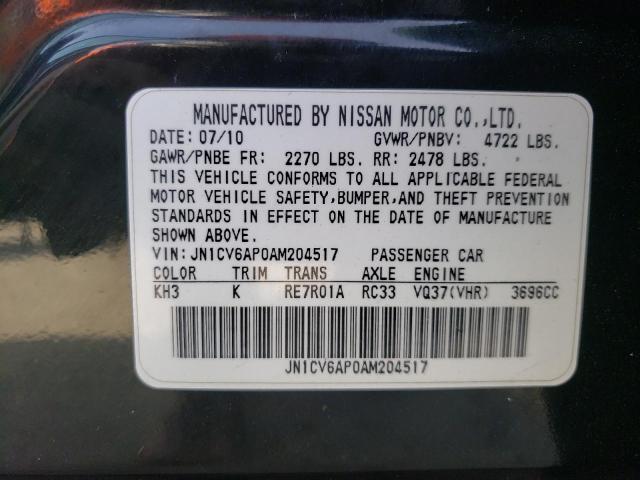 MANUFACTURED BY NISSAN MOTOR CO.,LTD.
DATE: 07/10 GVWR/PNBV: 4722 LBS.
GAWR/PNBE FR: 2270 LBS. RR: 2478 LBS.
THIS VEHICLE CONFORMS TO ALL APPLICABLE FEDERAL
MOTOR VEHICLE SAFETY,BUMPER,AND THEFT PREVENTION
STANDARDS IN EFFECT ON THE DATE OF MANUFACTURE
SHOWN ABOVE.
VIN: JN1CV6AP0AM204517 PASSENGER CAR
COLOR TRIM TRANS AXLE ENGINE
KH3 K RE7R01A RC33 VQ37(VHR) 3696CC
JN1CV6AP0AM204517